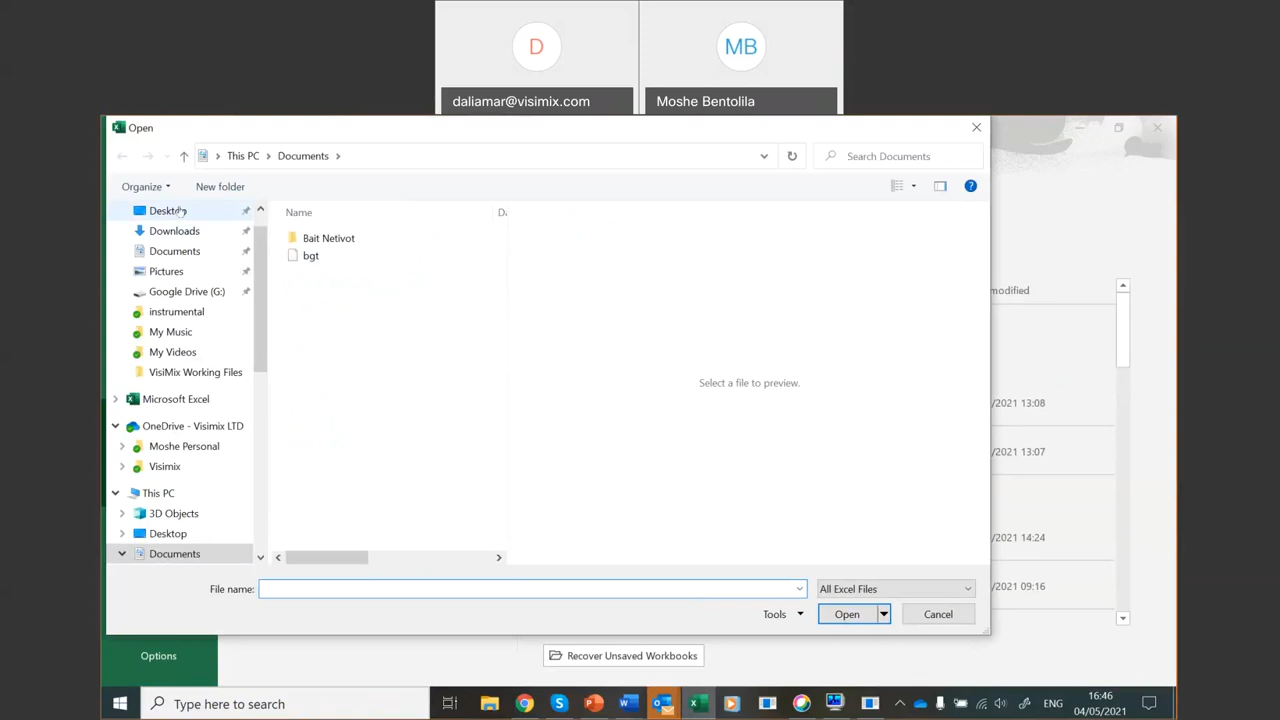 D
MB
daliamar@visimix.com
Moshe Bentolila
Open
This PC
Documents
Search Documents
Organize
New folder
Desktop
Downloads
Documents
Pictures
Google Drive (G:)
instrumental
My Music
My Videos
VisiMix Working Files
Microsoft Excel
OneDrive - Visimix LTD
Moshe Personal
Visimix
This PC
3D Objects
Desktop
Documents
Name
Bait Netivot
bgt
Select a file to preview.
modified
/2021 13:08
/2021 13:07
/2021 14:24
/2021 09:16
File name:
All Excel Files
Tools
Open
Cancel
Options
Recover Unsaved Workbooks
Type here to search
ENG
16:46
04/05/2021